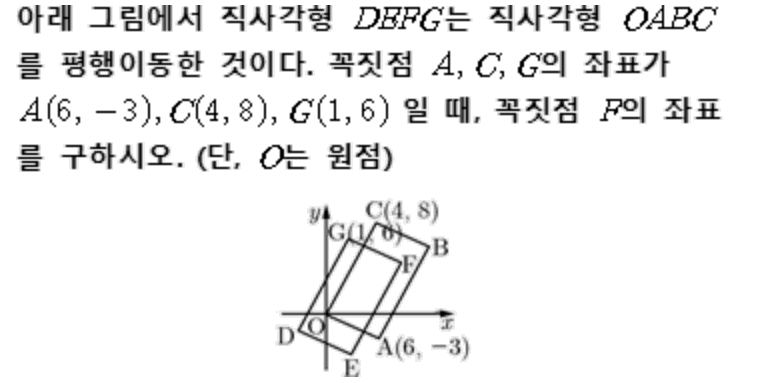 아래 그림에서 직사각형 DEFG는 직사각형 OABC
를 평행이동한 것이다. 꼭짓점 A, C, G의 좌표가
A(6, −3), C(4, 8), G(1, 6) 일 때, 꼭짓점 F의 좌표
를 구하시오. (단, O는 원점)
y
C(4, 8)
G(1, 6)
B
F
O
x
D
A(6, −3)
E